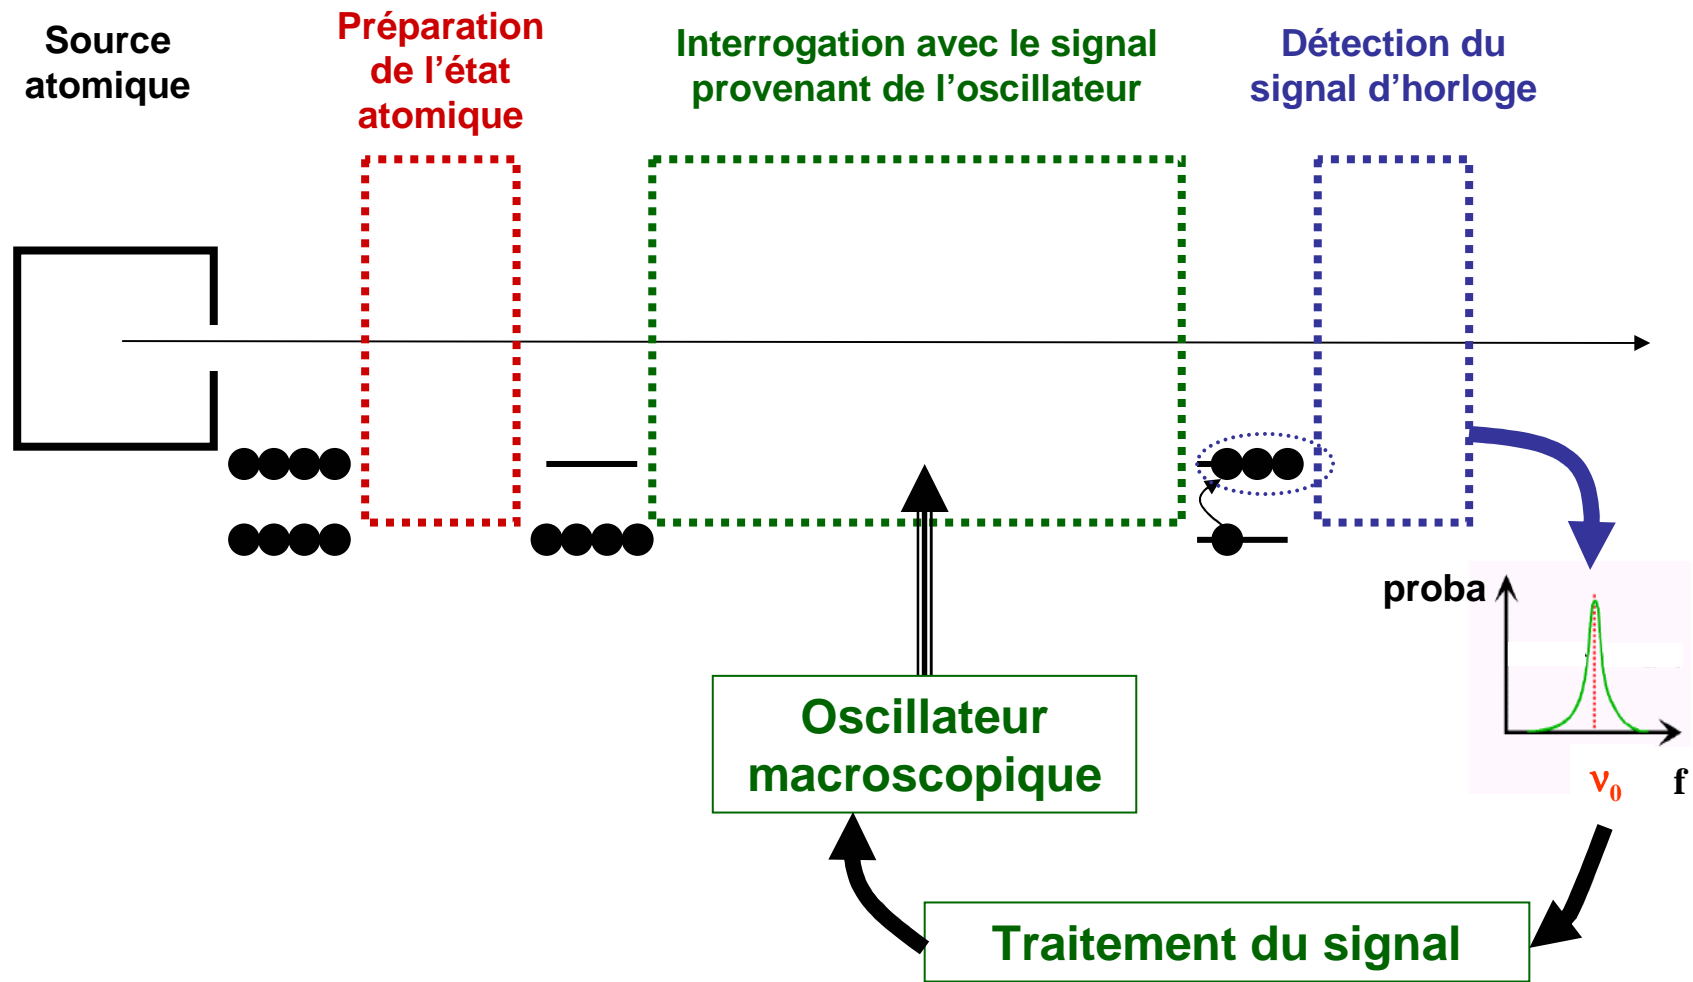 Source
atomique
Préparation
de l’état
atomique
Interrogation avec le signal
provenant de l’oscillateur
Détection du
signal d’horloge
proba
ν₀
f
Oscillateur
macroscopique
Traitement du signal